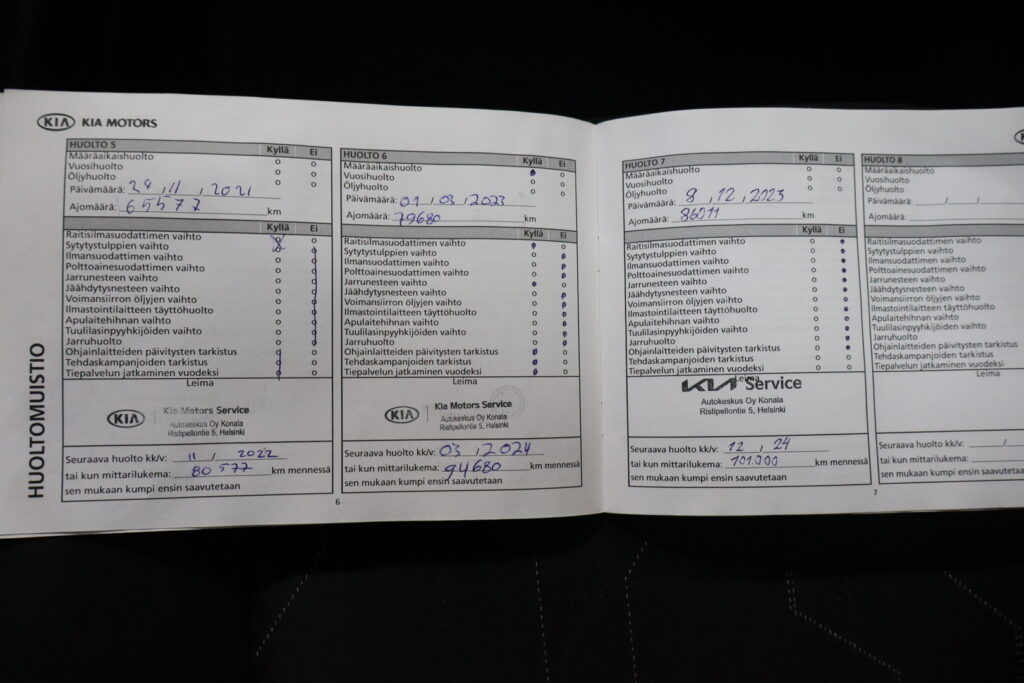 KIA KIA MOTORS
HUOLTOMUISTIO
HUOLTO 5 Kyllä Ei
Määräaikaishuolto
Vuosihuolto
Öljyhuolto
Päivämäärä: 24, 11, 2021
Ajomäärä: 65577 km
Kyllä Ei
Raitisilmasuodattimen vaihto
Sytytystulppien vaihto
Ilmansuodattimen vaihto
Polttoainesuodattimen vaihto
Jarrunesteen vaihto
Jäähdytysnesteen vaihto
Voimansiirron öljyjen vaihto
Ilmastointilaitteen täyttöhuolto
Apulaitehihnan vaihto
Tuulilasinpyyhkijöiden vaihto
Jarruhuolto
Ohjainlaitteiden päivitysten tarkistus
Tehdaskampanjoiden tarkistus
Tiepalvelun jatkaminen vuodeksi
Leima
KIA Kia Motors Service
Autokeskus Oy Konala
Ristipellontie 5, Helsinki
Seuraava huolto kk/v: 11 / 2022
tai kun mittarilukema: 80 577 km mennessä
sen mukaan kumpi ensin saavutetaan
6
HUOLTO 6 Kyllä Ei
Määräaikaishuolto
Vuosihuolto
Öljyhuolto
Päivämäärä: 01, 03, 2023
Ajomäärä: 79680 km
Kyllä Ei
Raitisilmasuodattimen vaihto
Sytytystulppien vaihto
Ilmansuodattimen vaihto
Polttoainesuodattimen vaihto
Jarrunesteen vaihto
Jäähdytysnesteen vaihto
Voimansiirron öljyjen vaihto
Ilmastointilaitteen täyttöhuolto
Apulaitehihnan vaihto
Tuulilasinpyyhkijöiden vaihto
Jarruhuolto
Ohjainlaitteiden päivitysten tarkistus
Tehdaskampanjoiden tarkistus
Tiepalvelun jatkaminen vuodeksi
Leima
KIA Kia Motors Service
Autokeskus Oy Konala
Ristipellontie 5, Helsinki
Seuraava huolto kk/v: 03, 2024
tai kun mittarilukema: 94680 km mennessä
sen mukaan kumpi ensin saavutetaan
HUOLTO 7 Kyllä Ei
Määräaikaishuolto
Vuosihuolto
Öljyhuolto
Päivämäärä: 8, 12, 2023
Ajomäärä: 86011 km
Kyllä Ei
Raitisilmasuodattimen vaihto
Sytytystulppien vaihto
Ilmansuodattimen vaihto
Polttoainesuodattimen vaihto
Jarrunesteen vaihto
Jäähdytysnesteen vaihto
Voimansiirron öljyjen vaihto
Ilmastointilaitteen täyttöhuolto
Apulaitehihnan vaihto
Tuulilasinpyyhkijöiden vaihto
Jarruhuolto
Ohjainlaitteiden päivitysten tarkistus
Tehdaskampanjoiden tarkistus
Tiepalvelun jatkaminen vuodeksi
Leima
KIA Service
Autokeskus Oy Konala
Ristipellontie 5, Helsinki
Seuraava huolto kk/v: 12, 24
tai kun mittarilukema: 101000 km mennessä
sen mukaan kumpi ensin saavutetaan
7
HUOLTO 8
Määräaikaishuolto
Vuosihuolto
Öljyhuolto
Päivämäärä: / /
Ajomäärä:
Raitisilmasuodattimen vaihto
Sytytystulppien vaihto
Ilmansuodattimen vaihto
Polttoainesuodattimen vaihto
Jarrunesteen vaihto
Jäähdytysnesteen vaihto
Voimansiirron öljyjen vaihto
Ilmastointilaitteen täyttöhuolto
Apulaitehihnan vaihto
Tuulilasinpyyhkijöiden vaihto
Jarruhuolto
Ohjainlaitteiden päivitysten tarkistus
Tehdaskampanjoiden tarkistus
Tiepalvelun jatkaminen vuodeksi
Leima
Seuraava huolto kk/v: /
tai kun mittarilukema:
sen mukaan kumpi ensin saavutetaan